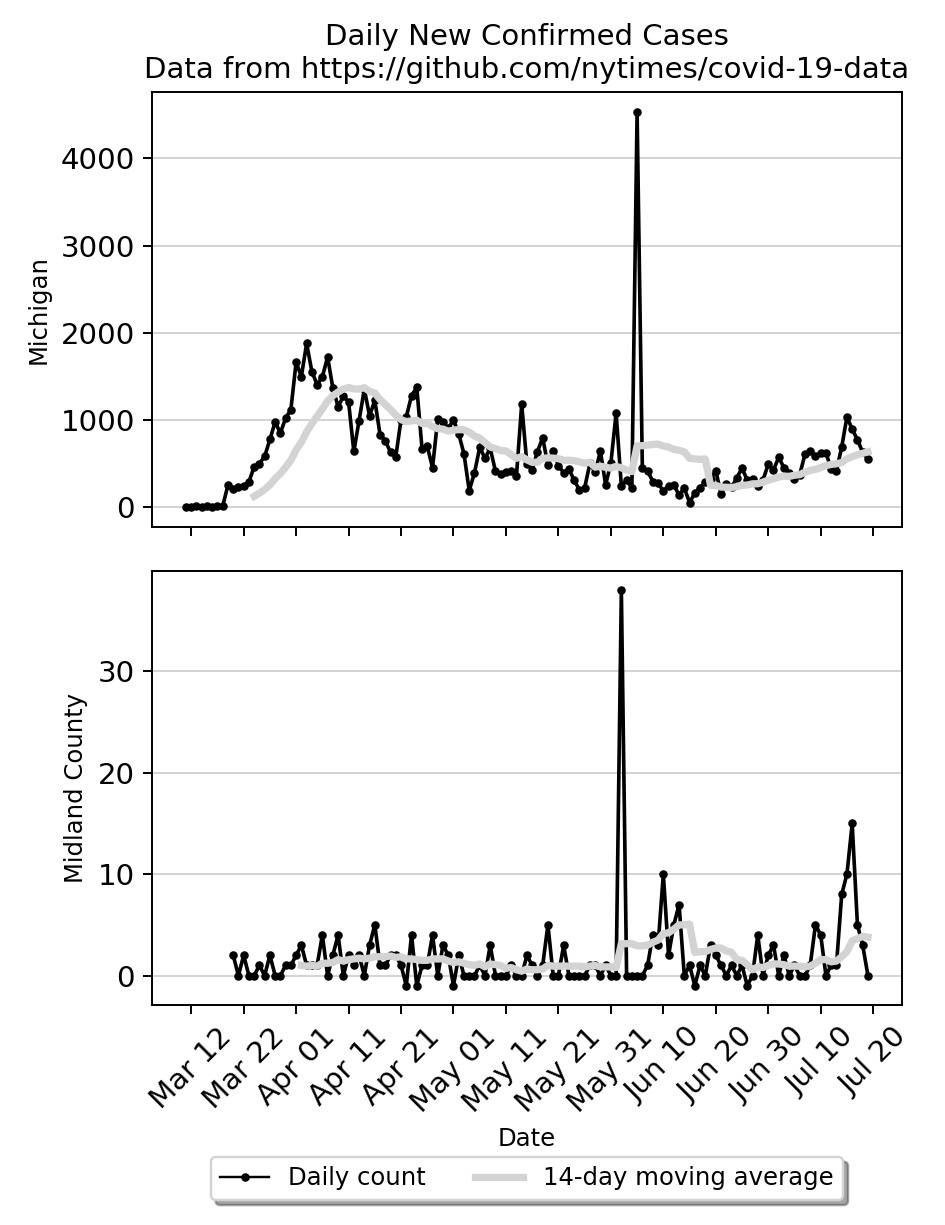 Daily New Confirmed Cases
Data from https://github.com/nytimes/covid-19-data
4000
3000
2000
1000
0
Michigan
30
20
10
0
Midland County
Mar 12
Mar 22
Apr 01
Apr 11
Apr 21
May 01
May 11
May 21
May 31
Jun 10
Jun 20
Jun 30
Jul 10
Jul 20
Date
Daily count
14-day moving average